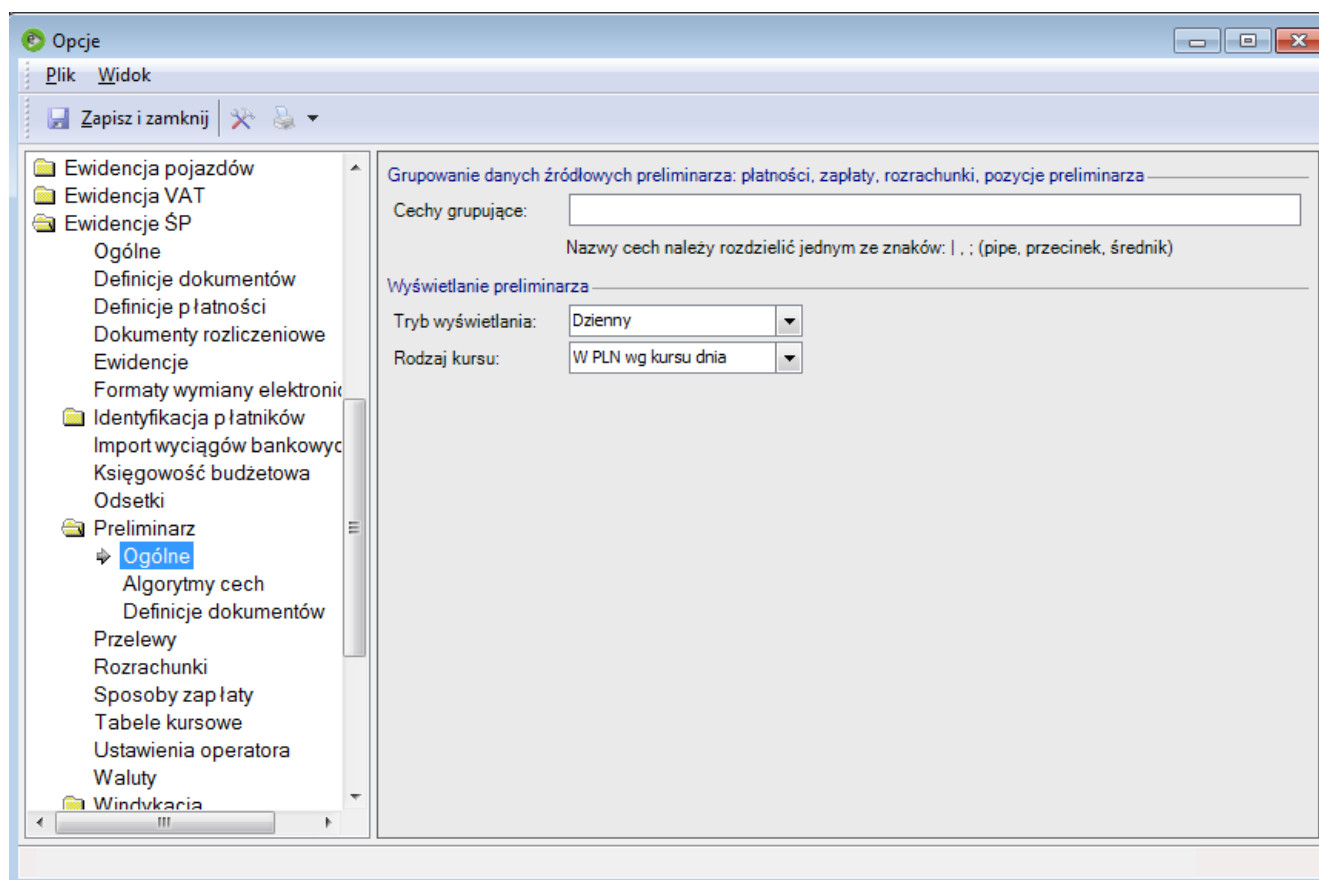 Opcje
Plik Widok
Zapisz i zamknij
Ewidencja pojazdów
Ewidencja VAT
Ewidencje ŚP
Ogólne
Definicje dokumentów
Definicje płatności
Dokumenty rozliczeniowe
Ewidencje
Formaty wymiany elektronic
Identyfikacja płatników
Import wyciągów bankowyc
Księgowość budżetowa
Odsetki
Preliminarz
Ogólne
Algorytmy cech
Definicje dokumentów
Przelewy
Rozrachunki
Sposoby zapłaty
Tabele kursowe
Ustawienia operatora
Waluty
Windykacja
Grupowanie danych źródłowych preliminarza: płatności, zapłaty, rozrachunki, pozycje preliminarza
Cechy grupujące:
Nazwy cech należy rozdzielić jednym ze znaków: | , ; (pipe, przecinek, średnik)
Wyświetlanie preliminarza
Tryb wyświetlania: Dzienny
Rodzaj kursu: W PLN wg kursu dnia